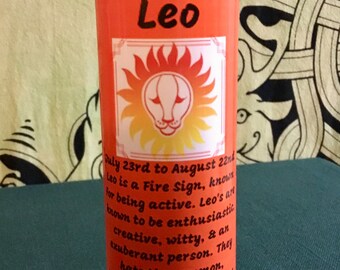 Leo
July 23rd to August 22nd
Leo is a Fire Sign, known
for being active. Leo's are
known to be enthusiastic,
creative, witty, & an
exuberant person. They